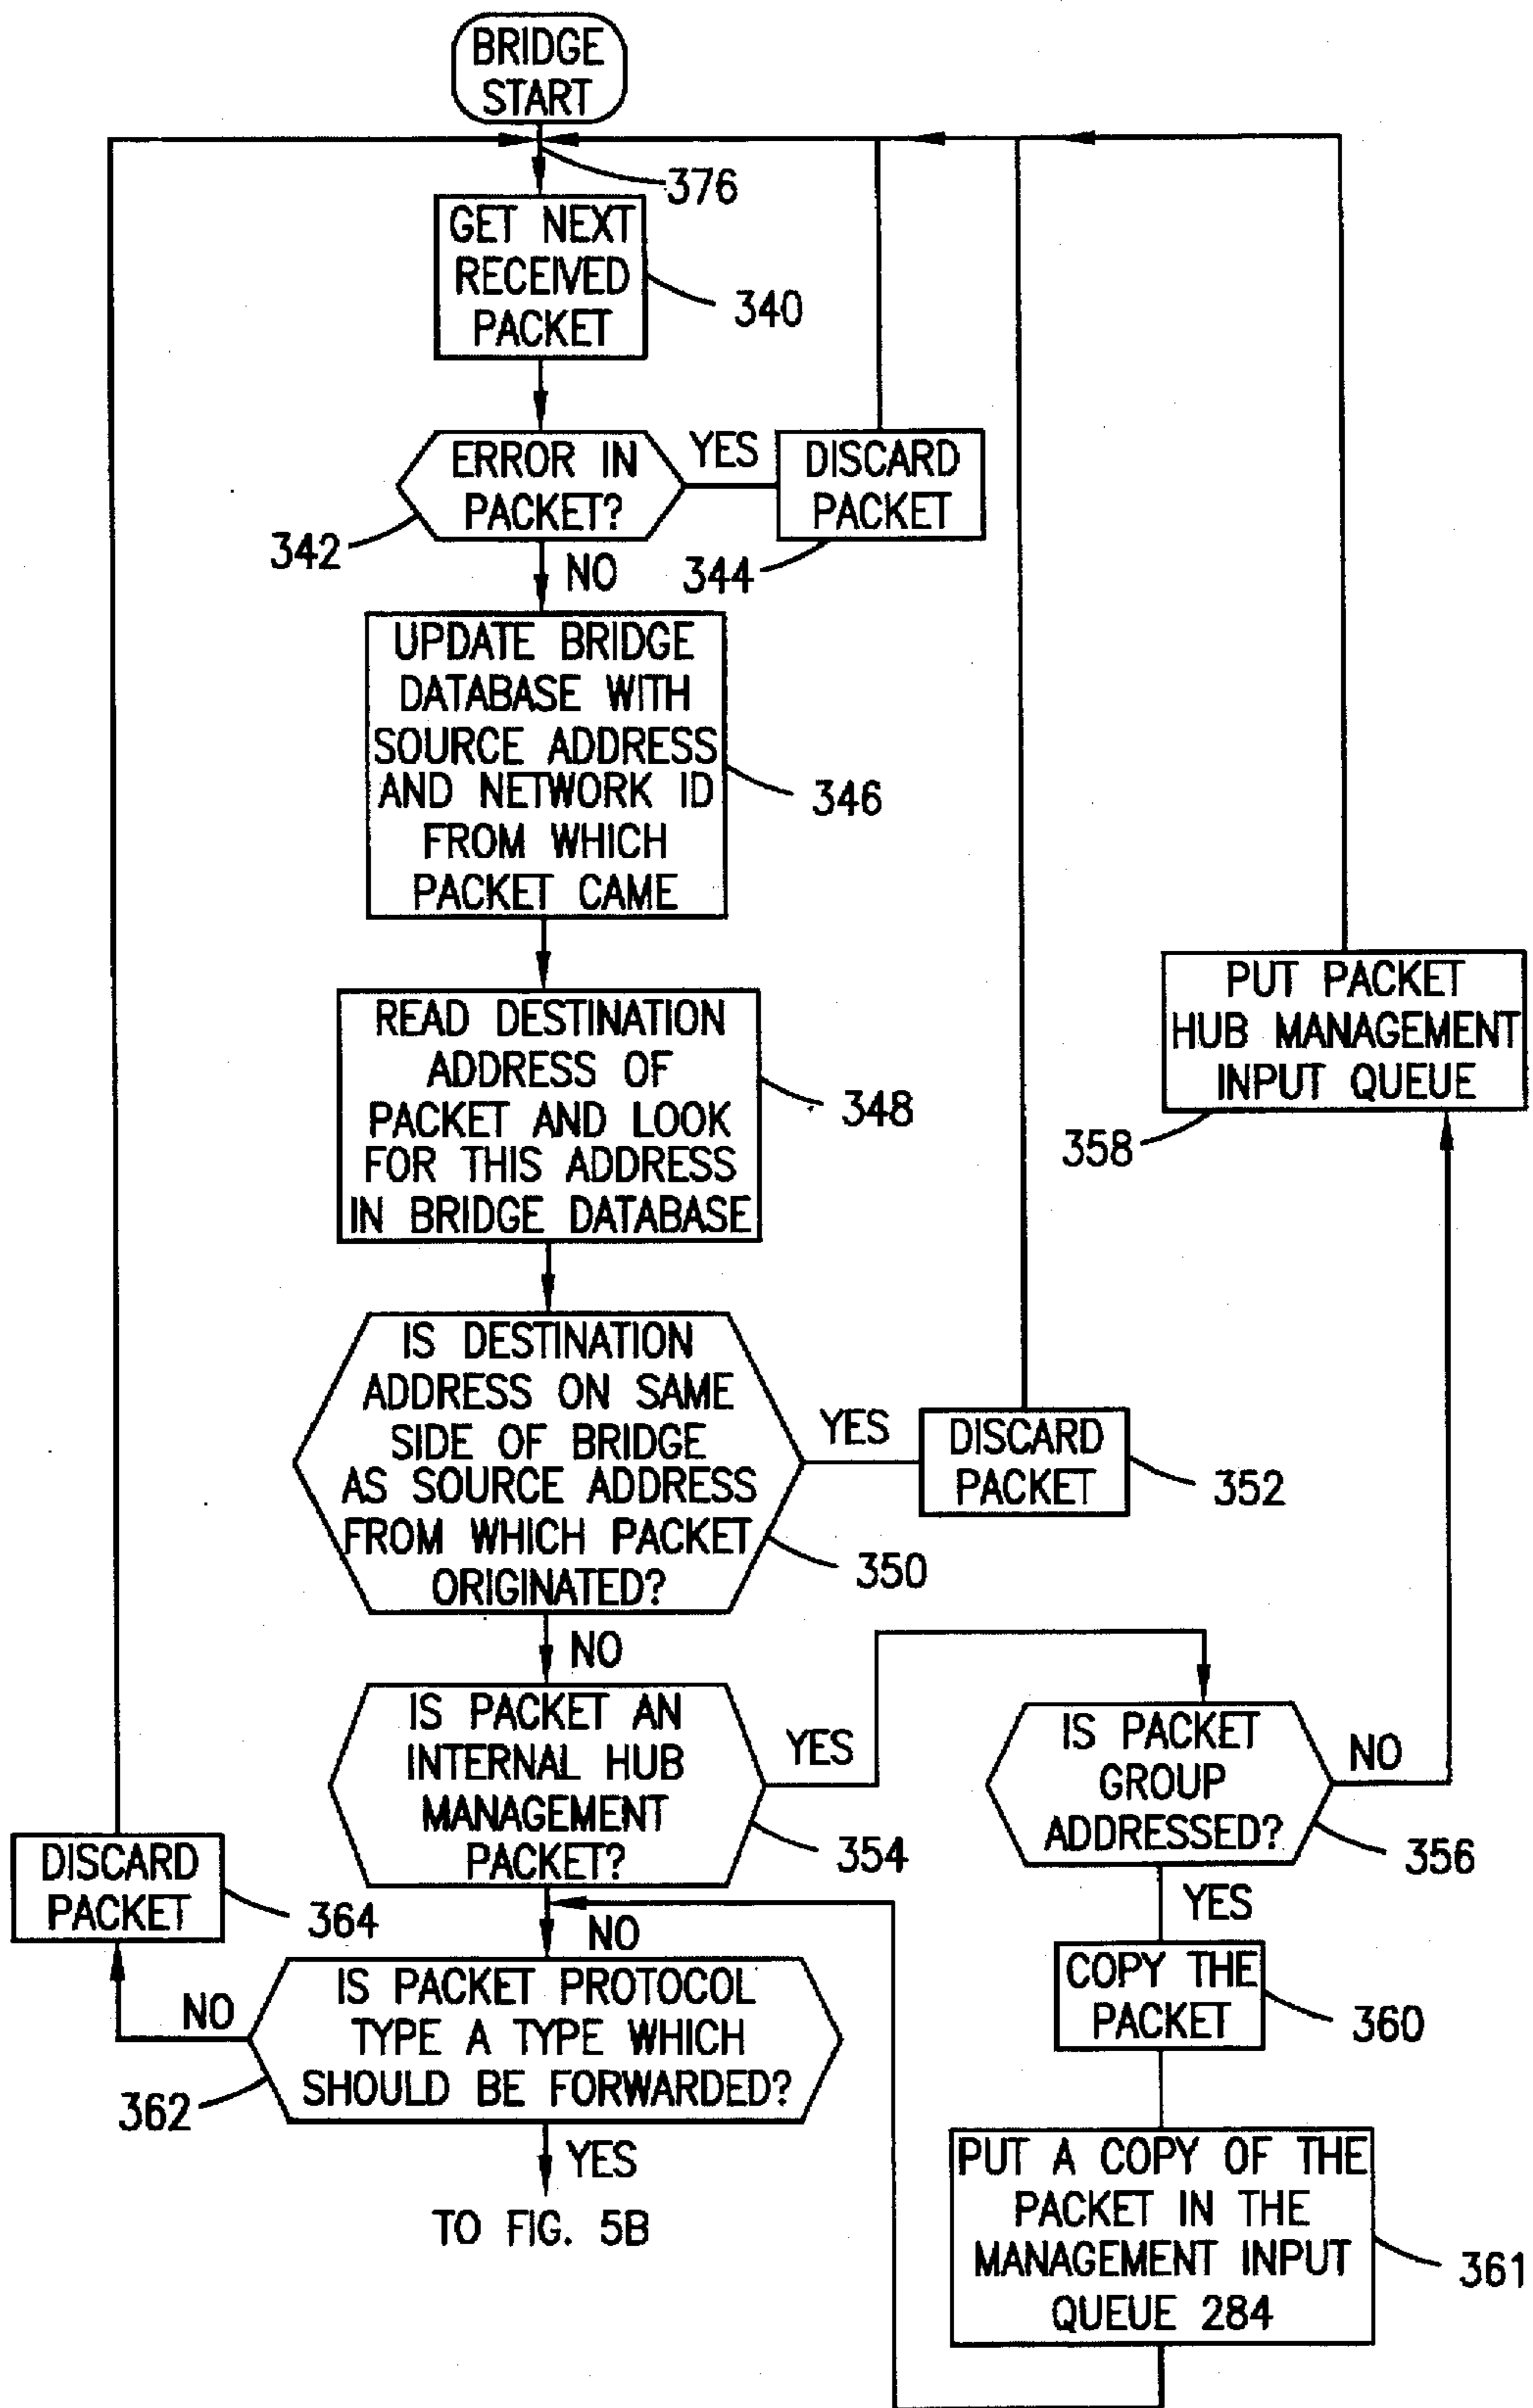 BRIDGE
START
376
GET NEXT
RECEIVED
PACKET
340
ERROR IN
PACKET?
342
YES
DISCARD
PACKET
344
NO
UPDATE BRIDGE
DATABASE WITH
SOURCE ADDRESS
AND NETWORK ID
FROM WHICH
PACKET CAME
346
READ DESTINATION
ADDRESS OF
PACKET AND LOOK
FOR THIS ADDRESS
IN BRIDGE DATABASE
348
PUT PACKET
HUB MANAGEMENT
INPUT QUEUE
358
IS DESTINATION
ADDRESS ON SAME
SIDE OF BRIDGE
AS SOURCE ADDRESS
FROM WHICH PACKET
ORIGINATED?
350
YES
DISCARD
PACKET
352
NO
IS PACKET AN
INTERNAL HUB
MANAGEMENT
PACKET?
354
YES
IS PACKET
GROUP
ADDRESSED?
356
NO
YES
COPY THE
PACKET
360
PUT A COPY OF THE
PACKET IN THE
MANAGEMENT INPUT
QUEUE 284
361
NO
IS PACKET PROTOCOL
TYPE A TYPE WHICH
SHOULD BE FORWARDED?
362
NO
DISCARD
PACKET
364
YES
TO FIG. 5B